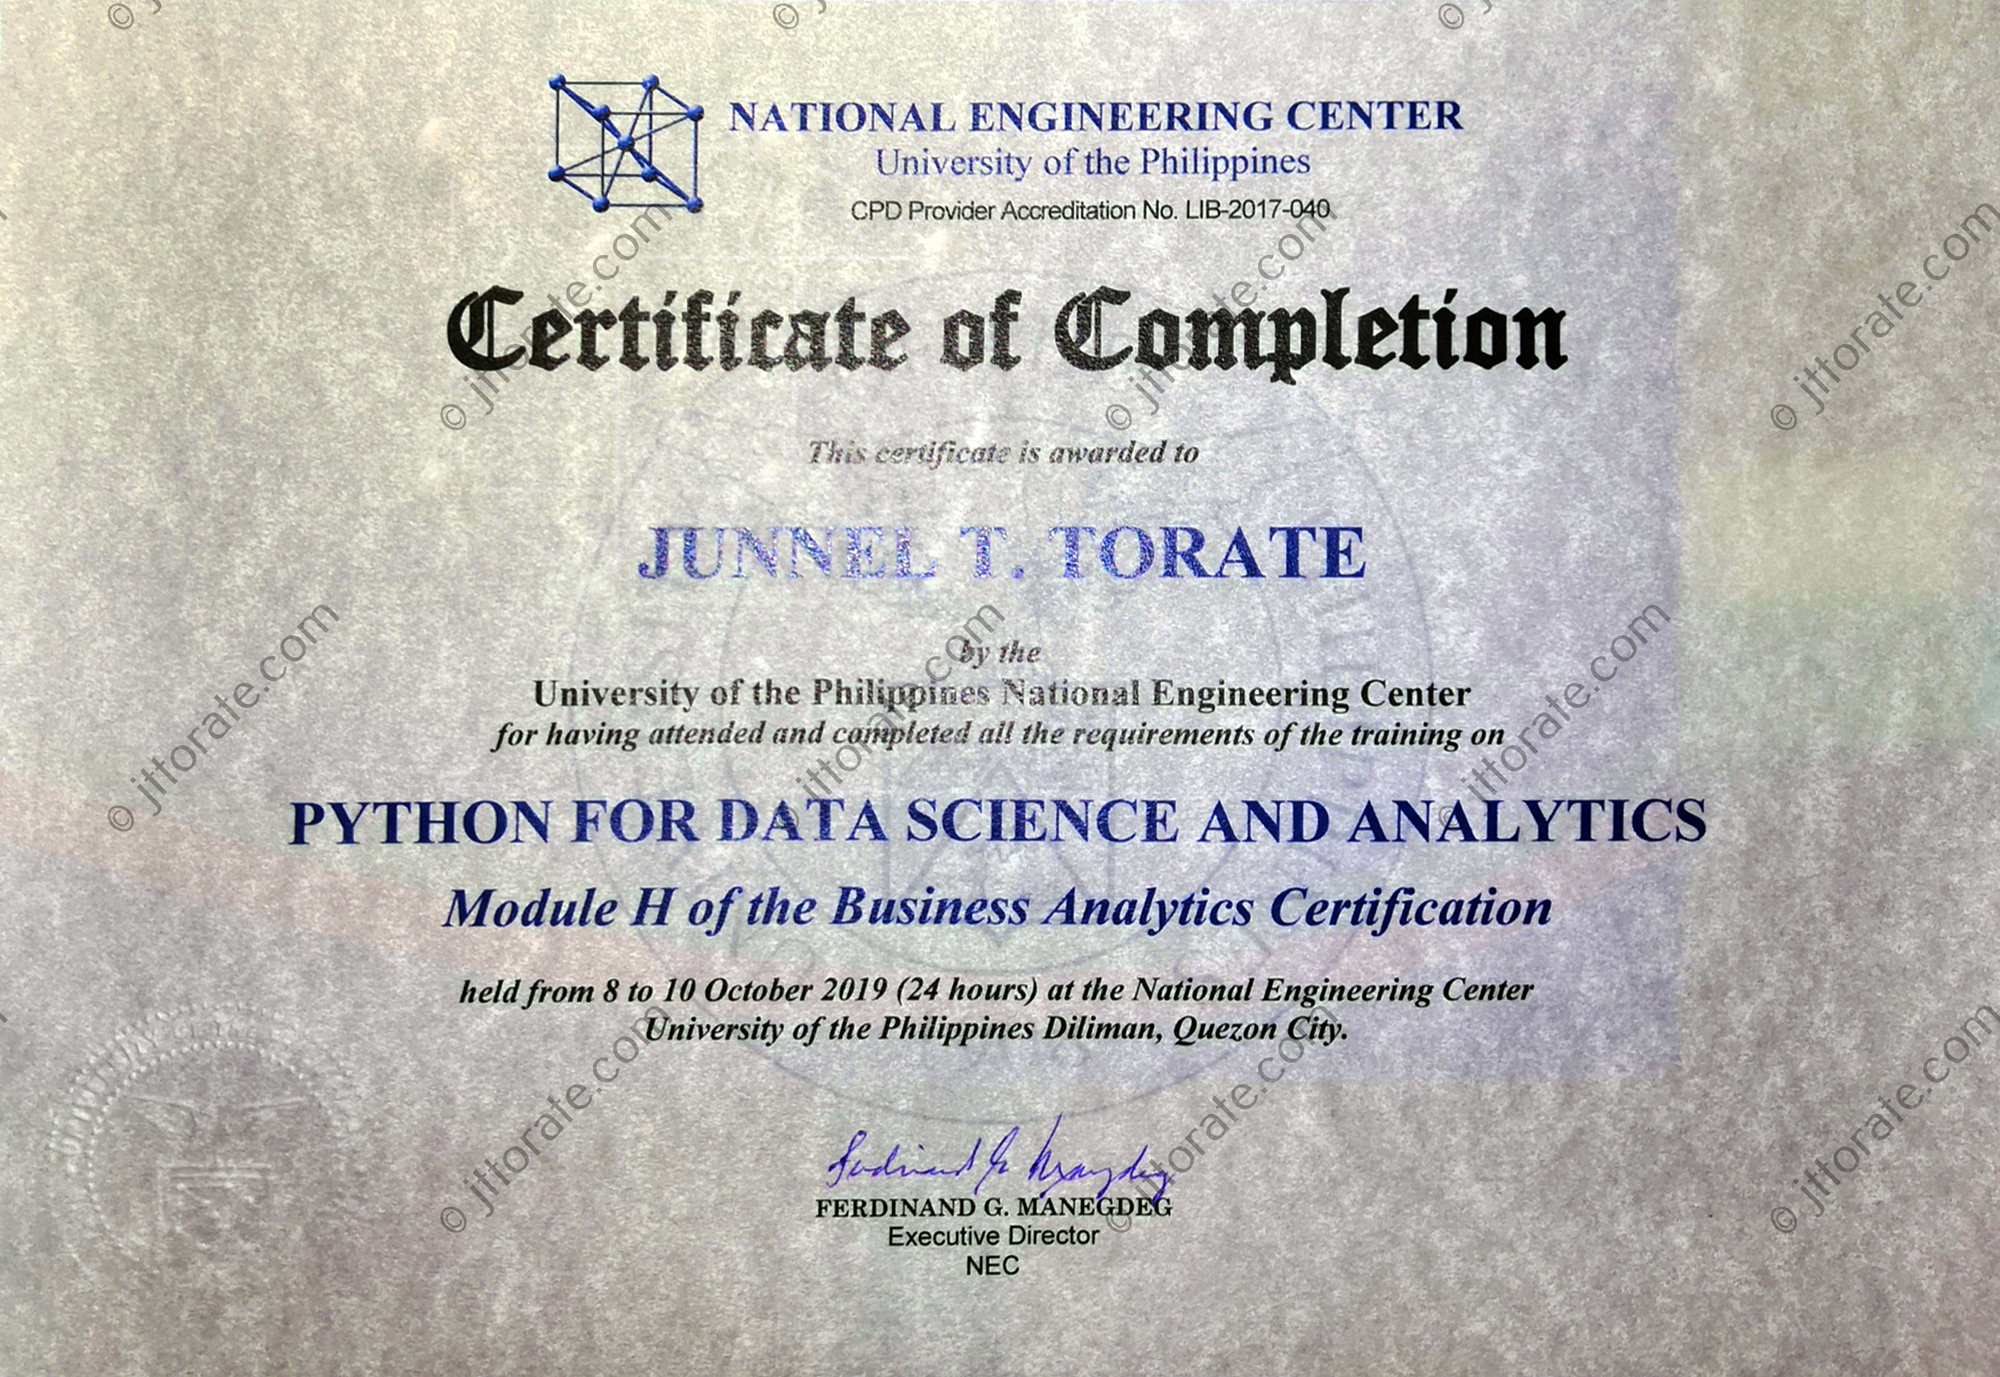 NATIONAL ENGINEERING CENTER
University of the Philippines
CPD Provider Accreditation No. LIB-2017-040
Certificate of Completion
This certificate is awarded to
JUNNEL T. TORATE
by the
University of the Philippines National Engineering Center
for having attended and completed all the requirements of the training on
PYTHON FOR DATA SCIENCE AND ANALYTICS
Module H of the Business Analytics Certification
held from 8 to 10 October 2019 (24 hours) at the National Engineering Center
University of the Philippines Diliman, Quezon City.
FERDINAND G. MANEGDEG
Executive Director
NEC
© jttorate.com
© jttorate.com
© jttorate.com
© jttorate.com
© jttorate.com
© jttorate.com
© jttorate.com
© jttorate.com
© jttorate.com